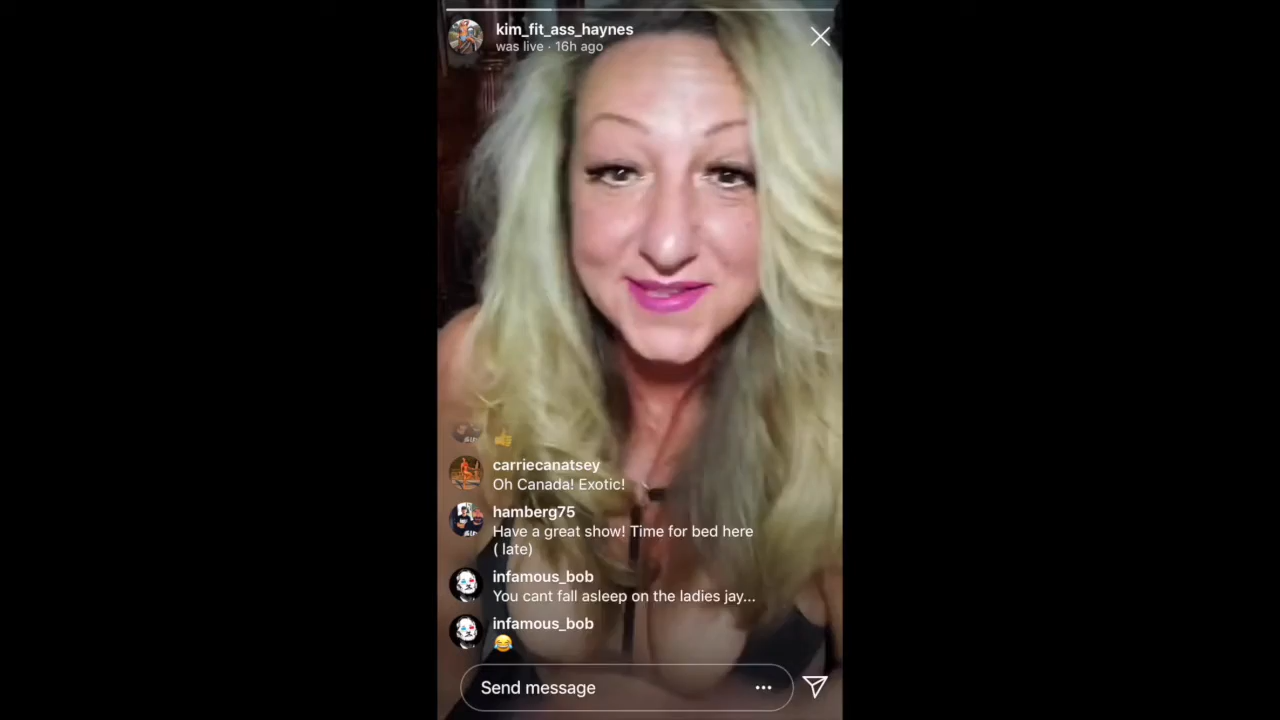 kim_fit_ass_haynes
was live · 16h ago
👍
carriecanatsey
Oh Canada! Exotic!
hamberg75
Have a great show! Time for bed here
( late)
infamous_bob
You cant fall asleep on the ladies jay...
infamous_bob
😂
Send message